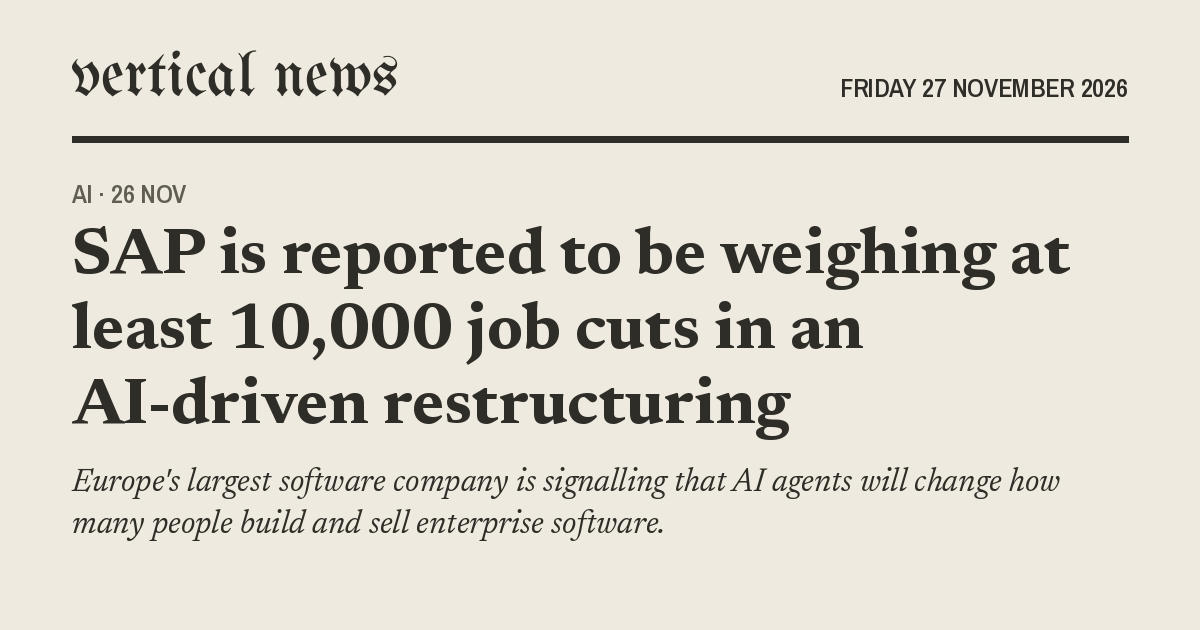 vertical news
FRIDAY 27 NOVEMBER 2026
AI · 26 NOV
SAP is reported to be weighing at
least 10,000 job cuts in an
AI-driven restructuring
Europe's largest software company is signalling that AI agents will change how
many people build and sell enterprise software.